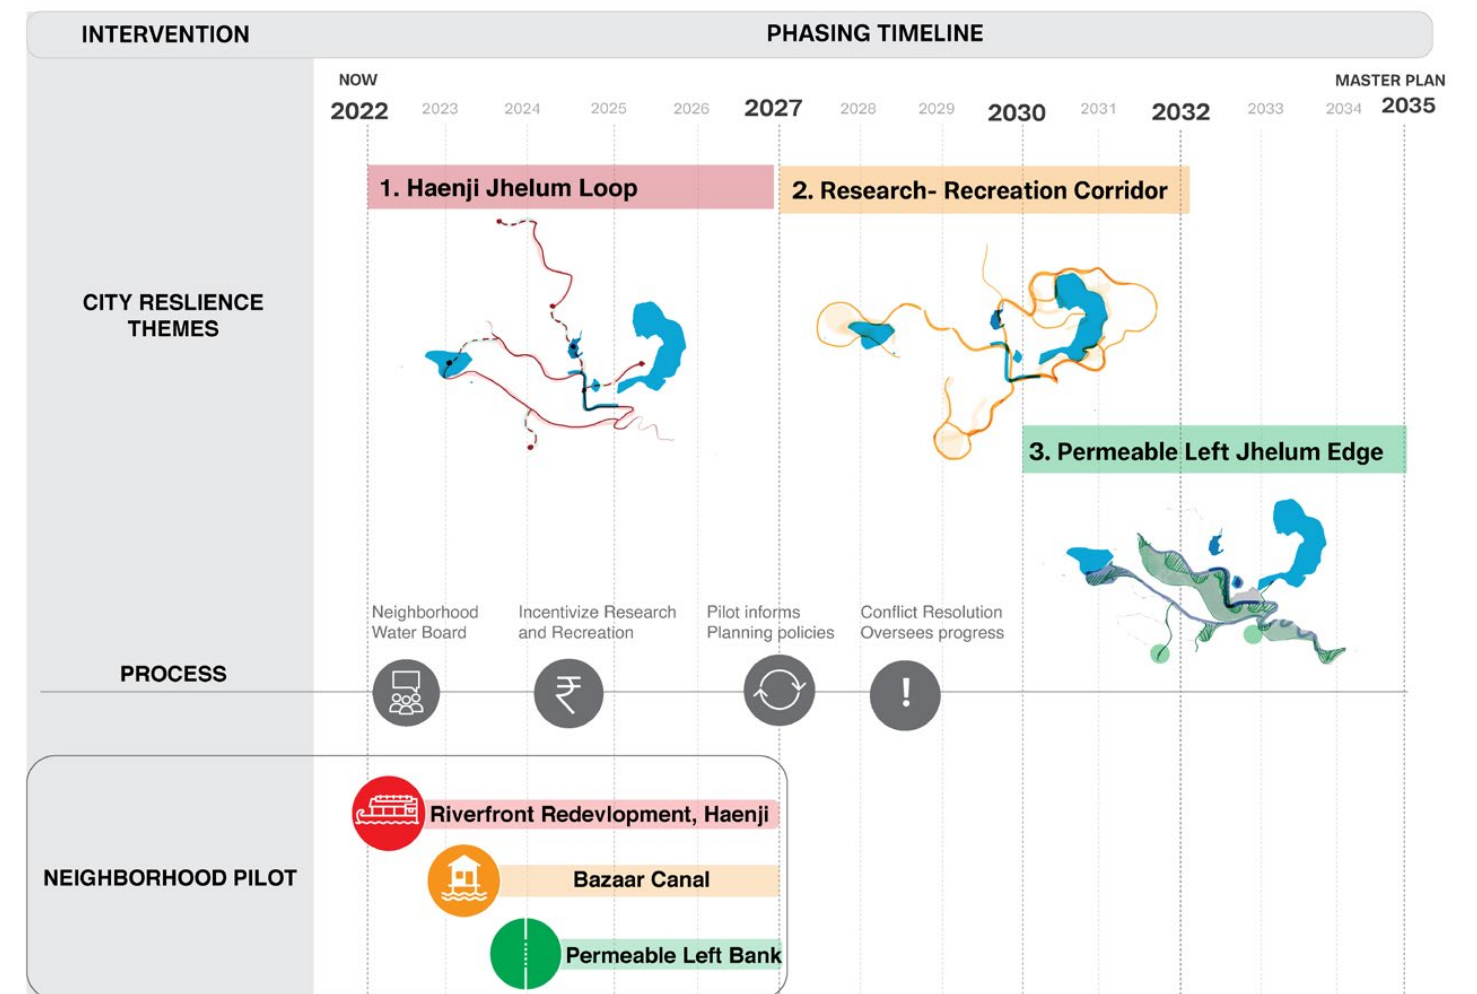 INTERVENTION
PHASING TIMELINE
NOW
MASTER PLAN
2022 2023 2024 2025 2026 2027 2028 2029 2030 2031 2032 2033 2034 2035
1. Haenji Jhelum Loop
2. Research- Recreation Corridor
CITY RESLIENCE
THEMES
3. Permeable Left Jhelum Edge
Neighborhood
Water Board
Incentivize Research
and Recreation
Pilot informs
Planning policies
Conflict Resolution
Oversees progress
PROCESS
₹
!
Riverfront Redevlopment, Haenji
NEIGHBORHOOD PILOT
Bazaar Canal
Permeable Left Bank